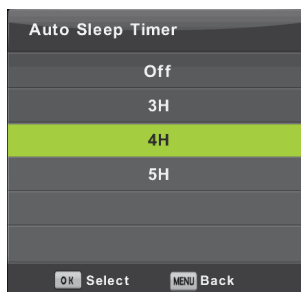 Auto Sleep Timer
Off
3H
4H
5H
OK Select MENU Back